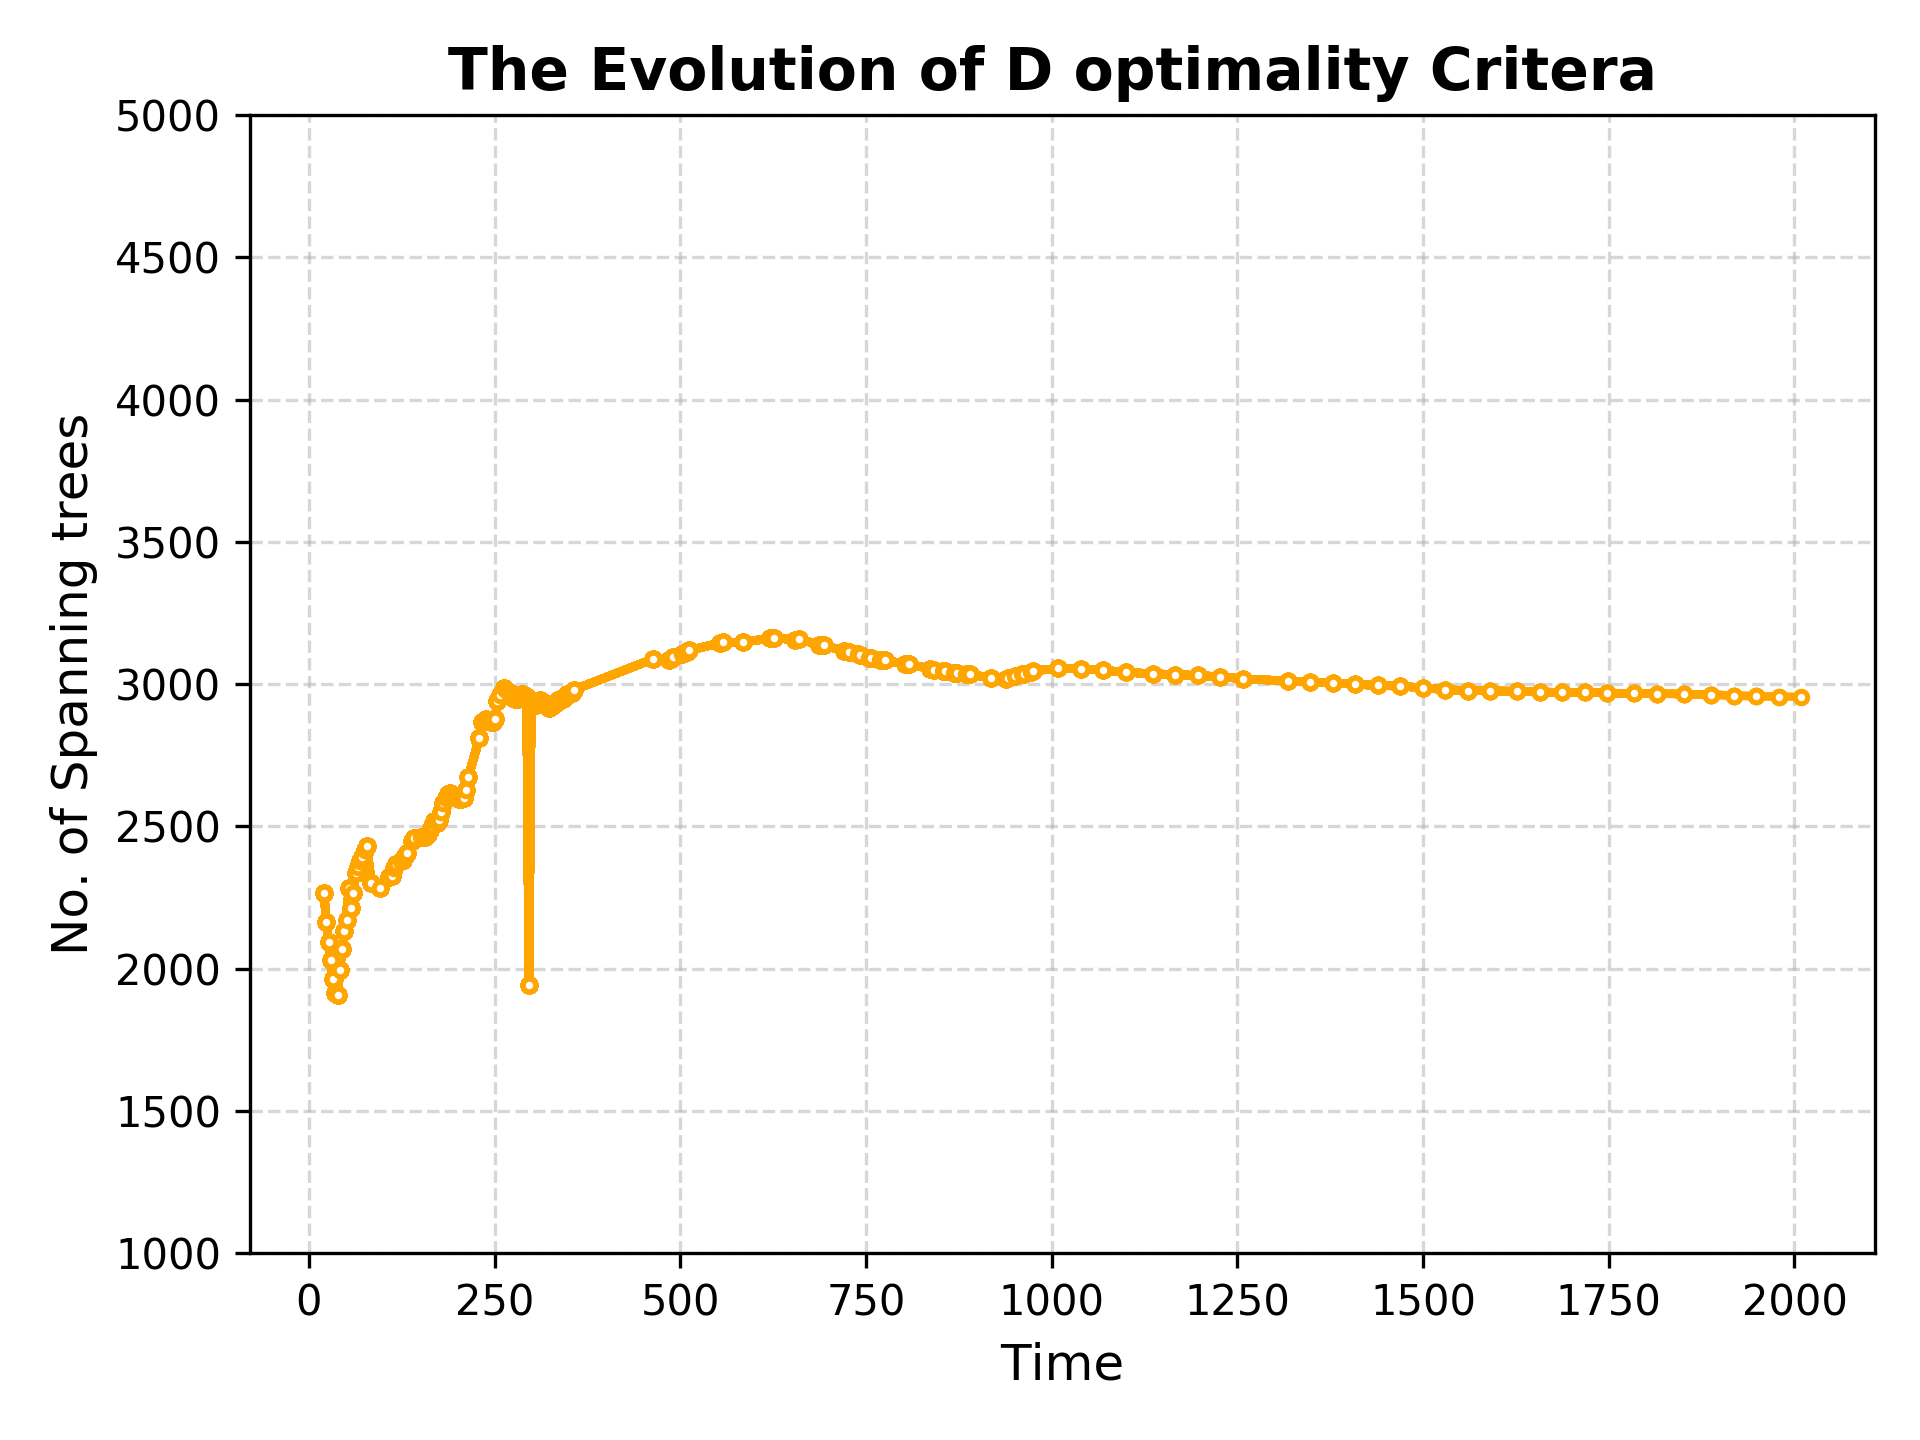 The Evolution of D optimality Critera
5000
4500
4000
3500
3000
2500
2000
1500
1000
No. of Spanning trees
0 250 500 750 1000 1250 1500 1750 2000
Time